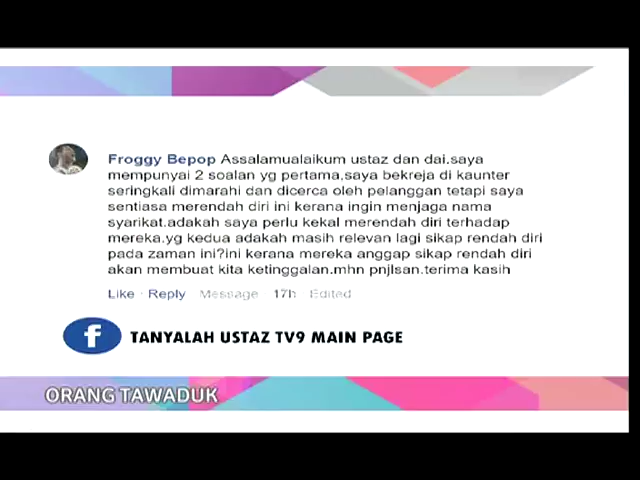 Froggy Bepop Assalamualaikum ustaz dan dai.saya
mempunyai 2 soalan yg pertama,saya bekreja di kaunter
seringkali dimarahi dan dicerca oleh pelanggan tetapi saya
sentiasa merendah diri ini kerana ingin menjaga nama
syarikat.adakah saya perlu kekal merendah diri terhadap
mereka.yg kedua adakah masih relevan lagi sikap rendah diri
pada zaman ini?ini kerana mereka anggap sikap rendah diri
akan membuat kita ketinggalan.mhn pnjlsan.terima kasih
Like · Reply Message 17h Edited
f TANYALAH USTAZ TV9 MAIN PAGE
ORANG TAWADUK